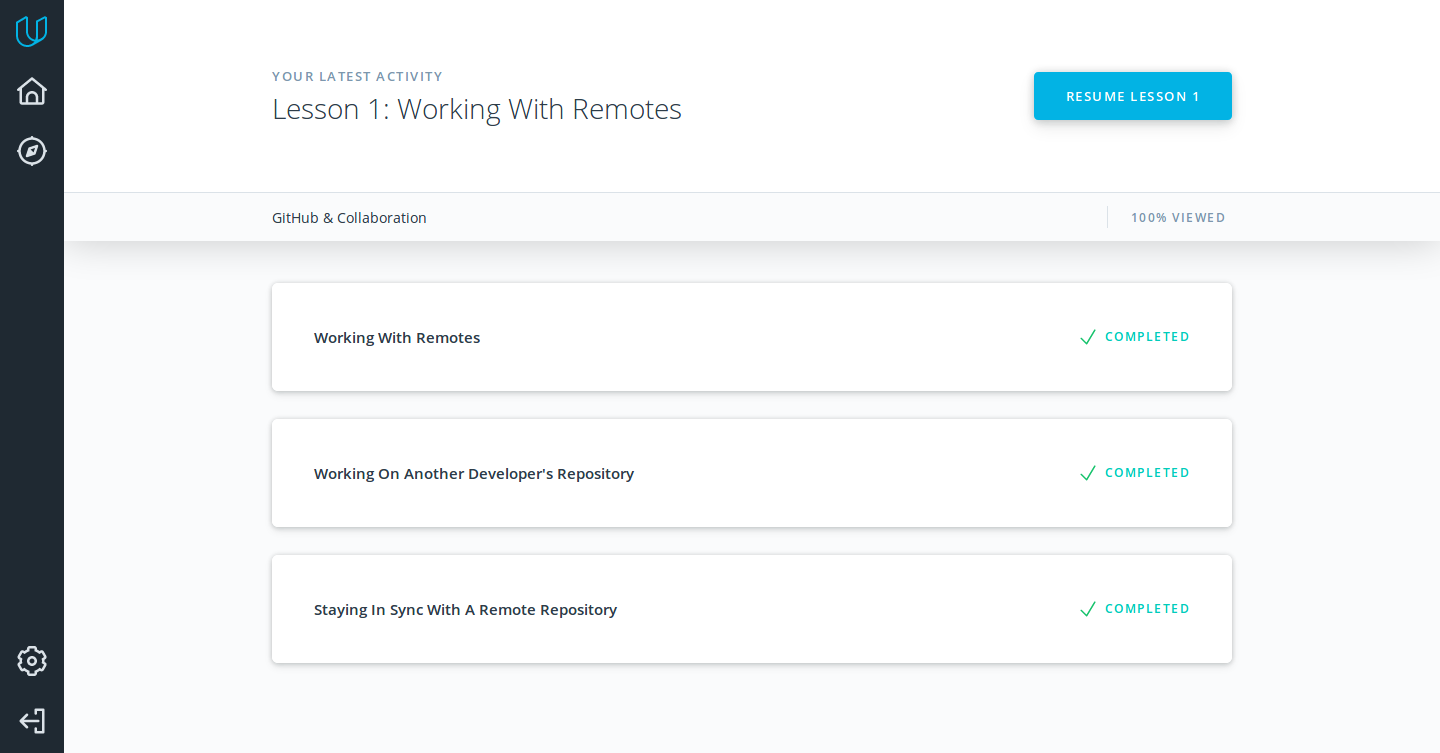 YOUR LATEST ACTIVITY
Lesson 1: Working With Remotes
RESUME LESSON 1
GitHub & Collaboration
100% VIEWED
Working With Remotes
COMPLETED
Working On Another Developer's Repository
COMPLETED
Staying In Sync With A Remote Repository
COMPLETED